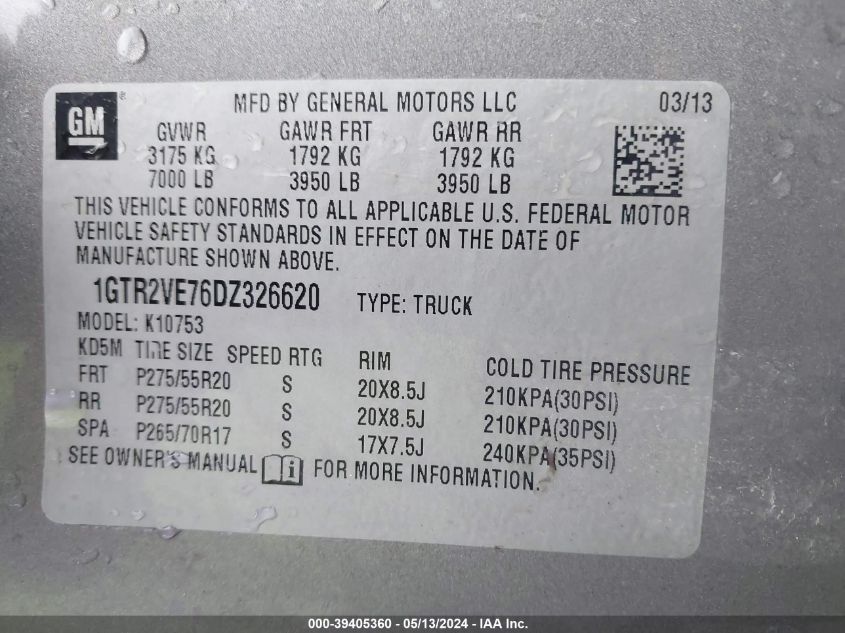 GM
®
MFD BY GENERAL MOTORS LLC 03/13
GVWR GAWR FRT GAWR RR
3175 KG 1792 KG 1792 KG
7000 LB 3950 LB 3950 LB
THIS VEHICLE CONFORMS TO ALL APPLICABLE U.S. FEDERAL MOTOR
VEHICLE SAFETY STANDARDS IN EFFECT ON THE DATE OF
MANUFACTURE SHOWN ABOVE.
1GTR2VE76DZ326620 TYPE: TRUCK
MODEL: K10753
KD5M TIRE SIZE SPEED RTG RIM COLD TIRE PRESSURE
FRT P275/55R20 S 20X8.5J 210KPA(30PSI)
RR P275/55R20 S 20X8.5J 210KPA(30PSI)
SPA P265/70R17 S 17X7.5J 240KPA(35PSI)
SEE OWNER'S MANUAL i FOR MORE INFORMATION.
000-39405360 - 05/13/2024 - IAA Inc.